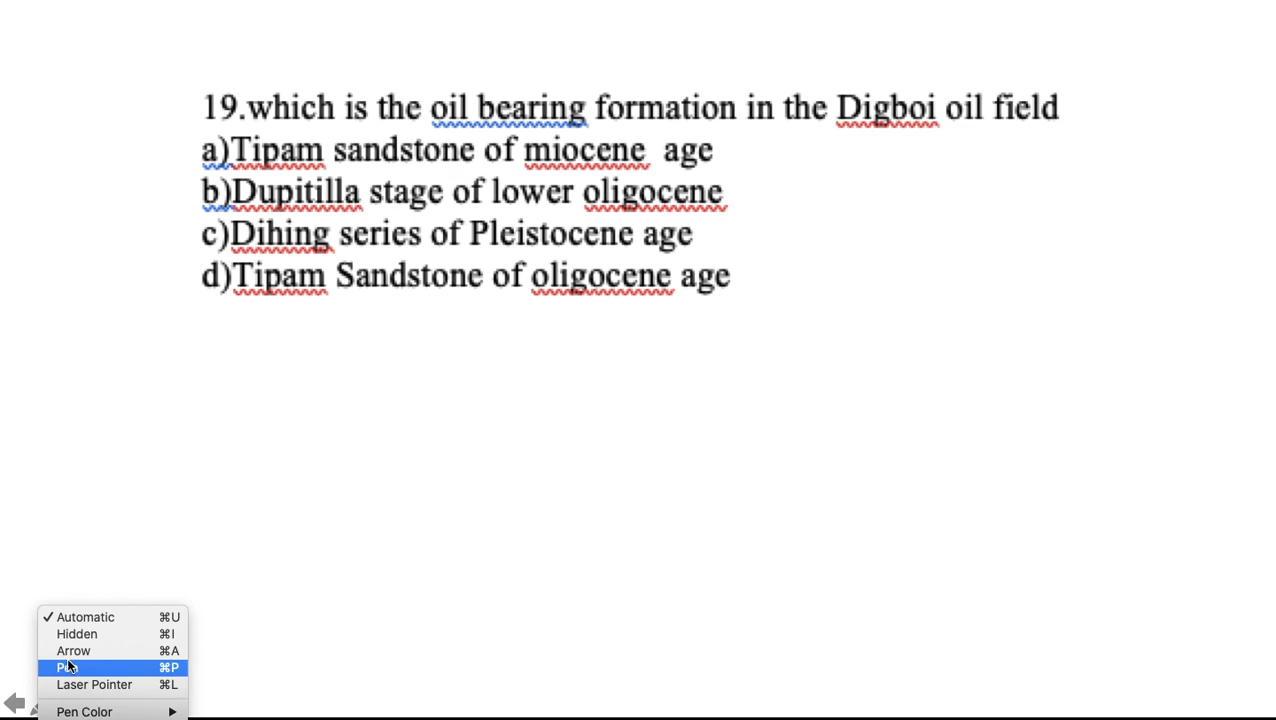 19.which is the oil bearing formation in the Digboi oil field
a)Tipam sandstone of miocene age
b)Dupitilla stage of lower oligocene
c)Dihing series of Pleistocene age
d)Tipam Sandstone of oligocene age
✓ Automatic ⌘U
Hidden ⌘I
Arrow ⌘A
⌘P
Laser Pointer ⌘L
Pen Color ▶